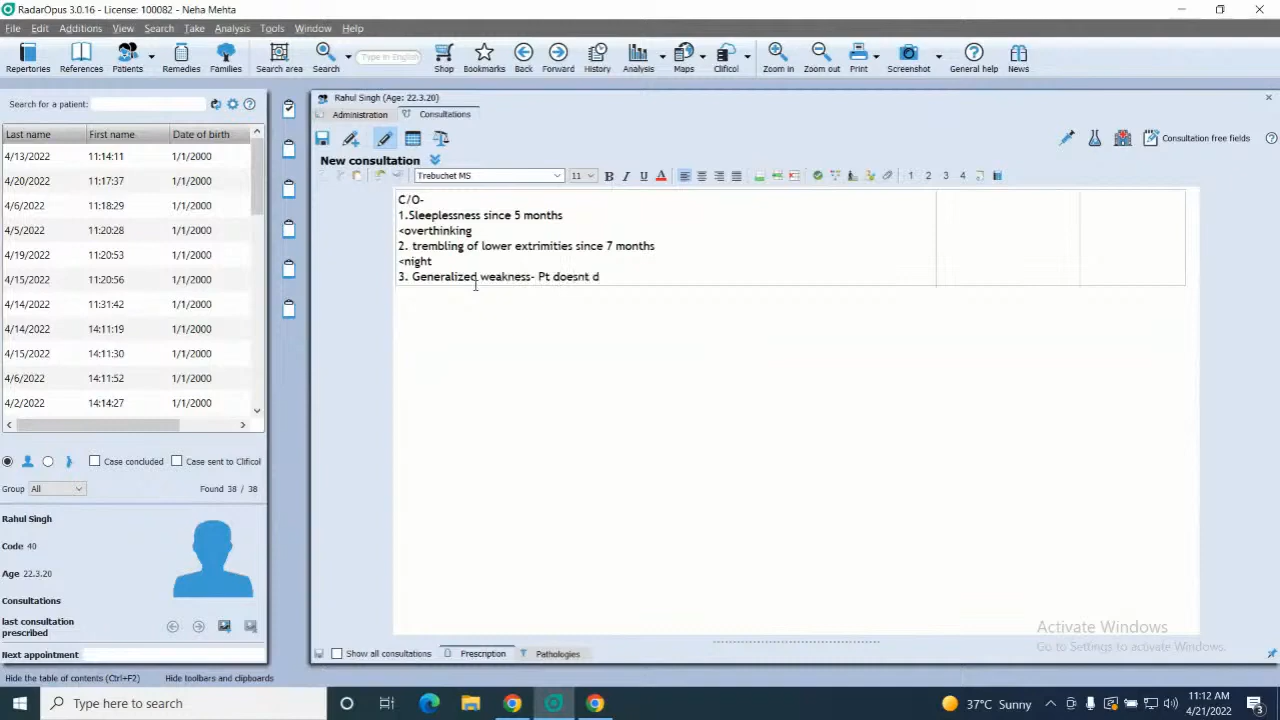 RadarOpus 3.0.16 - License: 100082 - Neha Mehta
File Edit Additions View Search Take Analysis Tools Window Help
Type in English
Repertories References Patients Remedies Families Search area Search Shop Bookmarks Back Forward History Analysis Maps Clificol Zoom in Zoom out Print Screenshot General help News
Search for a patient:
Last name First name Date of birth
4/13/2022 11:14:11 1/1/2000
4/20/2022 11:17:37 1/1/2000
4/6/2022 11:18:29 1/1/2000
4/5/2022 11:20:28 1/1/2000
4/19/2022 11:20:53 1/1/2000
4/15/2022 11:20:56 1/1/2000
4/14/2022 11:31:42 1/1/2000
4/14/2022 14:11:19 1/1/2000
4/15/2022 14:11:30 1/1/2000
4/6/2022 14:11:52 1/1/2000
4/2/2022 14:14:27 1/1/2000
Case concluded Case sent to Clificol
Group All Found 38 / 38
Rahul Singh
Code 40
Age 22.3.20
Consultations
last consultation
prescribed
Next appointment
Rahul Singh (Age: 22.3.20)
Administration Consultations
Consultation free fields
New consultation
Trebuchet MS 11 B I U A 1 2 3 4
C/O-
1.Sleeplessness since 5 months
<overthinking
2. trembling of lower extrimities since 7 months
<night
3. Generalized weakness- Pt doesnt d
Activate Windows
Go to Settings to activate Windows.
Show all consultations Prescription Pathologies
Hide the table of contents (Ctrl+F2) Hide toolbars and clipboards
Type here to search
37°C Sunny
11:12 AM
4/21/2022
3